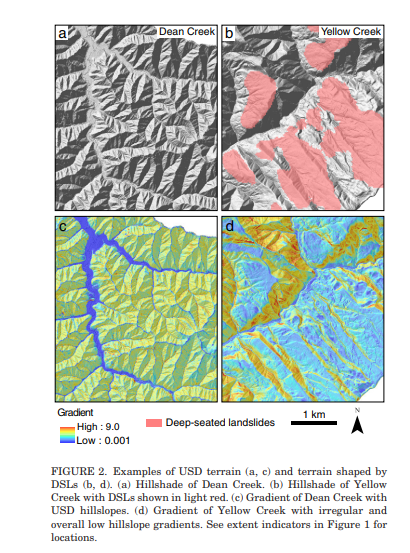 a
Dean Creek
b
Yellow Creek
c
d
Gradient
High : 9.0
Low : 0.001
Deep-seated landslides
1 km
N
FIGURE 2. Examples of USD terrain (a, c) and terrain shaped by
DSLs (b, d). (a) Hillshade of Dean Creek. (b) Hillshade of Yellow
Creek with DSLs shown in light red. (c) Gradient of Dean Creek with
USD hillslopes. (d) Gradient of Yellow Creek with irregular and
overall low hillslope gradients. See extent indicators in Figure 1 for
locations.